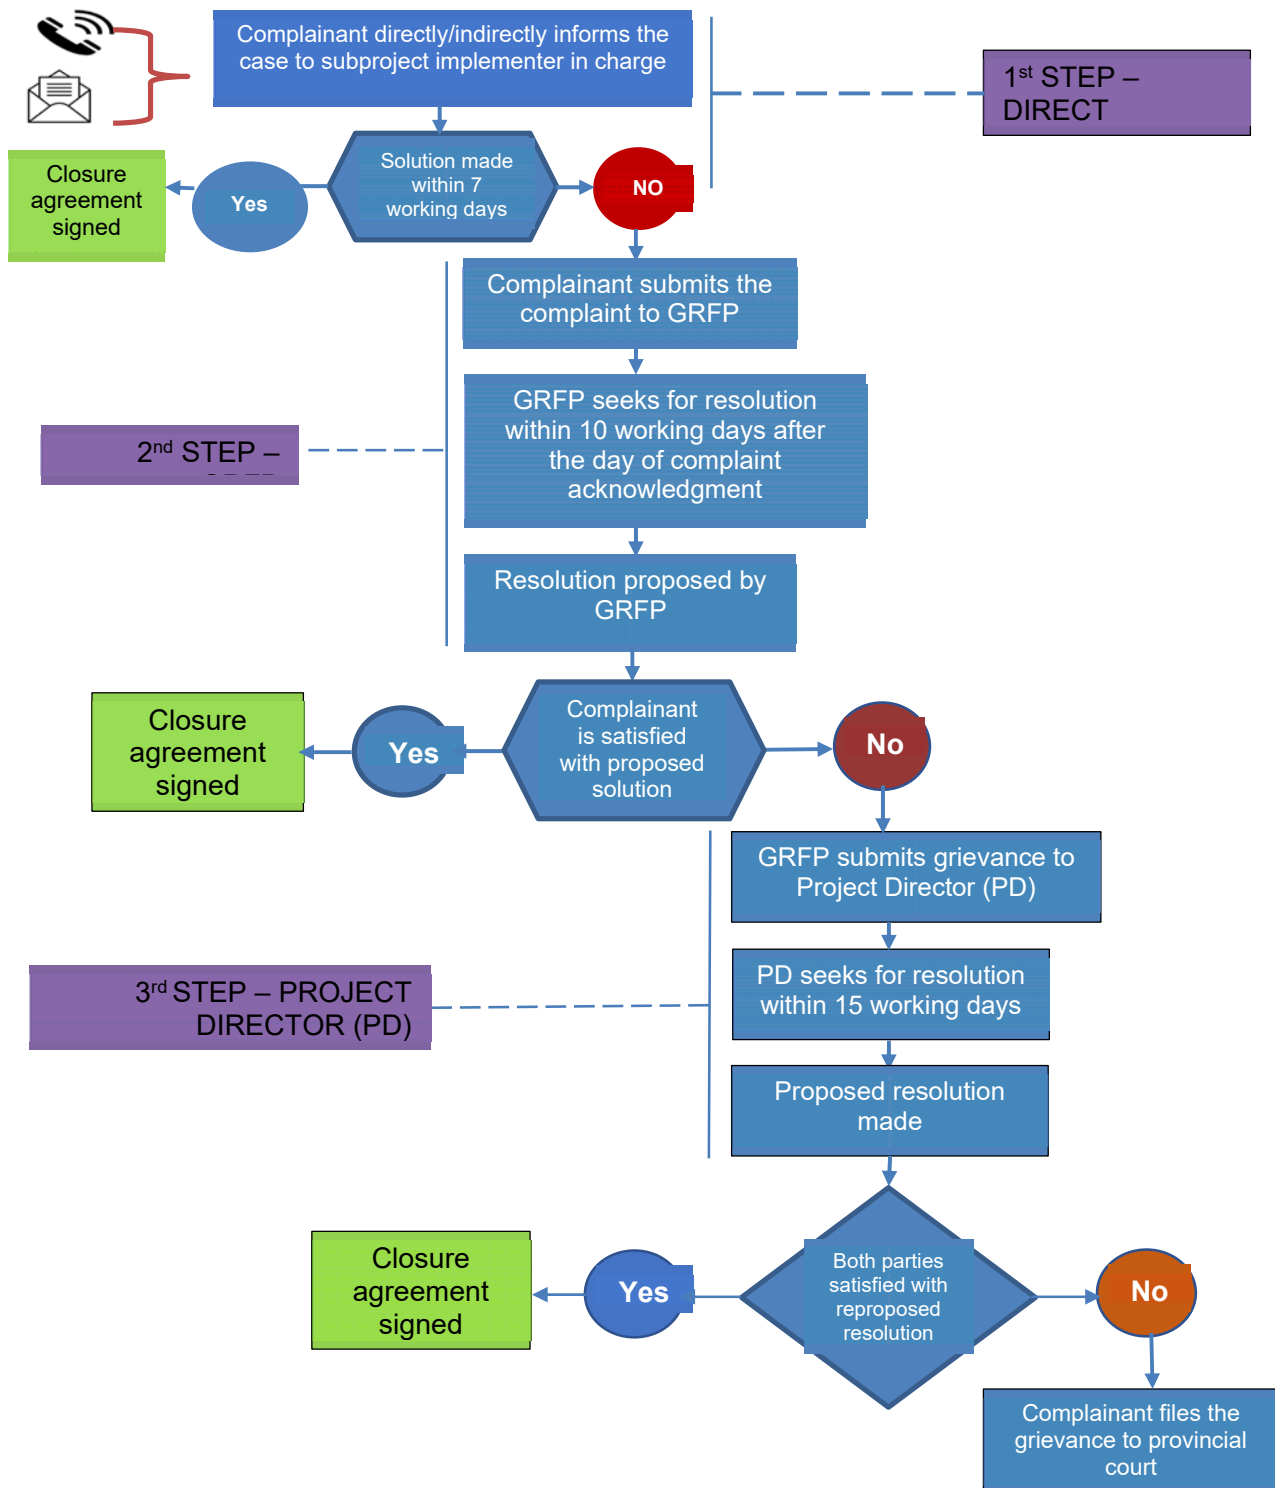 Complainant directly/indirectly informs the
case to subproject implementer in charge
1st STEP –
DIRECT
Solution made
within 7
working days
Yes
NO
Closure
agreement
signed
Complainant submits the
complaint to GRFP
GRFP seeks for resolution
within 10 working days after
the day of complaint
acknowledgment
2nd STEP –
Resolution proposed by
GRFP
Complainant
is satisfied
with proposed
solution
Yes
No
Closure
agreement
signed
GRFP submits grievance to
Project Director (PD)
PD seeks for resolution
within 15 working days
3rd STEP – PROJECT
DIRECTOR (PD)
Proposed resolution
made
Both parties
satisfied with
reproposed
resolution
Yes
No
Closure
agreement
signed
Complainant files the
grievance to provincial
court